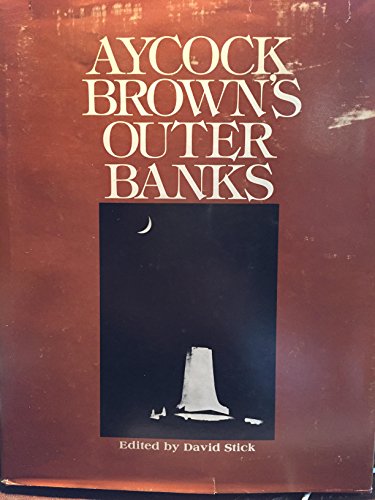 AYCOCK
BROWN'S
OUTER
BANKS
Edited by David Stick